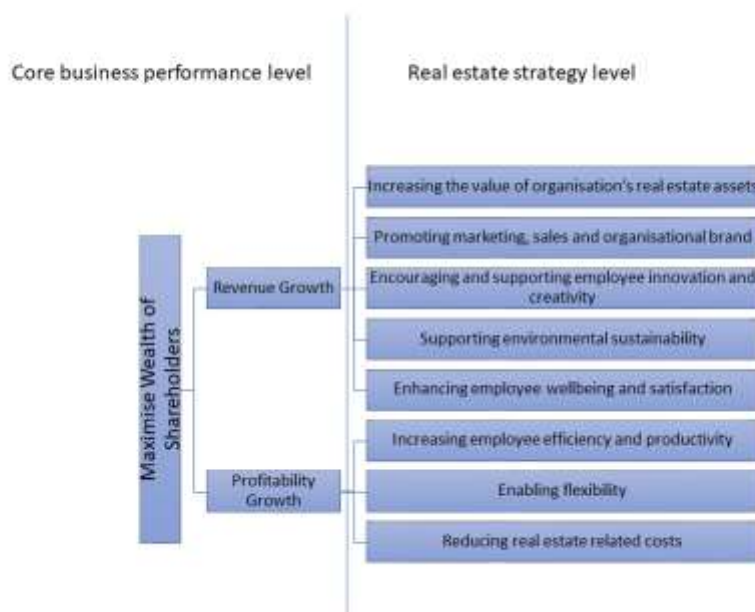 Core business performance level
Real estate strategy level
Maximise Wealth of
Shareholders
Revenue Growth
Profitability
Growth
Increasing the value of organisation's real estate assets
Promoting marketing, sales and organisational brand
Encouraging and supporting employee innovation and
creativity
Supporting environmental sustainability
Enhancing employee wellbeing and satisfaction
Increasing employee efficiency and productivity
Enabling flexibility
Reducing real estate related costs